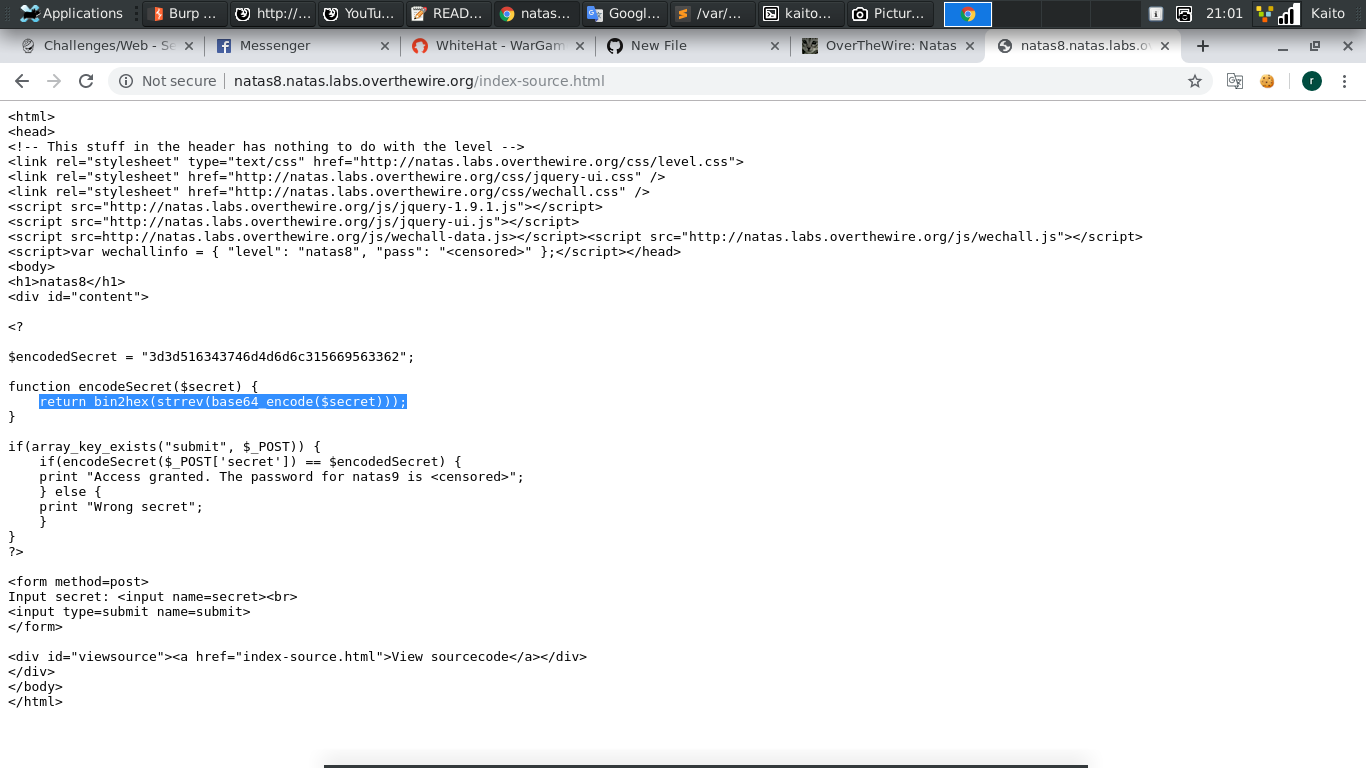 Applications
Burp ...
http://...
YouTu...
READ...
natas...
Googl...
/var/...
kaito...
Pictur...
21:01
Kaito
Challenges/Web - Se
Messenger
WhiteHat - WarGam
New File
OverTheWire: Natas
natas8.natas.labs.ov
Not secure
natas8.natas.labs.overthewire.org/index-source.html
r
<html>
<head>
<!-- This stuff in the header has nothing to do with the level -->
<link rel="stylesheet" type="text/css" href="http://natas.labs.overthewire.org/css/level.css">
<link rel="stylesheet" href="http://natas.labs.overthewire.org/css/jquery-ui.css" />
<link rel="stylesheet" href="http://natas.labs.overthewire.org/css/wechall.css" />
<script src="http://natas.labs.overthewire.org/js/jquery-1.9.1.js"></script>
<script src="http://natas.labs.overthewire.org/js/jquery-ui.js"></script>
<script src=http://natas.labs.overthewire.org/js/wechall-data.js></script><script src="http://natas.labs.overthewire.org/js/wechall.js"></script>
<script>var wechallinfo = { "level": "natas8", "pass": "<censored>" };</script></head>
<body>
<h1>natas8</h1>
<div id="content">
<?
$encodedSecret = "3d3d516343746d4d6d6c315669563362";
function encodeSecret($secret) {
return bin2hex(strrev(base64_encode($secret)));
}
if(array_key_exists("submit", $_POST)) {
if(encodeSecret($_POST['secret']) == $encodedSecret) {
print "Access granted. The password for natas9 is <censored>";
} else {
print "Wrong secret";
}
}
?>
<form method=post>
Input secret: <input name=secret><br>
<input type=submit name=submit>
</form>
<div id="viewsource"><a href="index-source.html">View sourcecode</a></div>
</div>
</body>
</html>